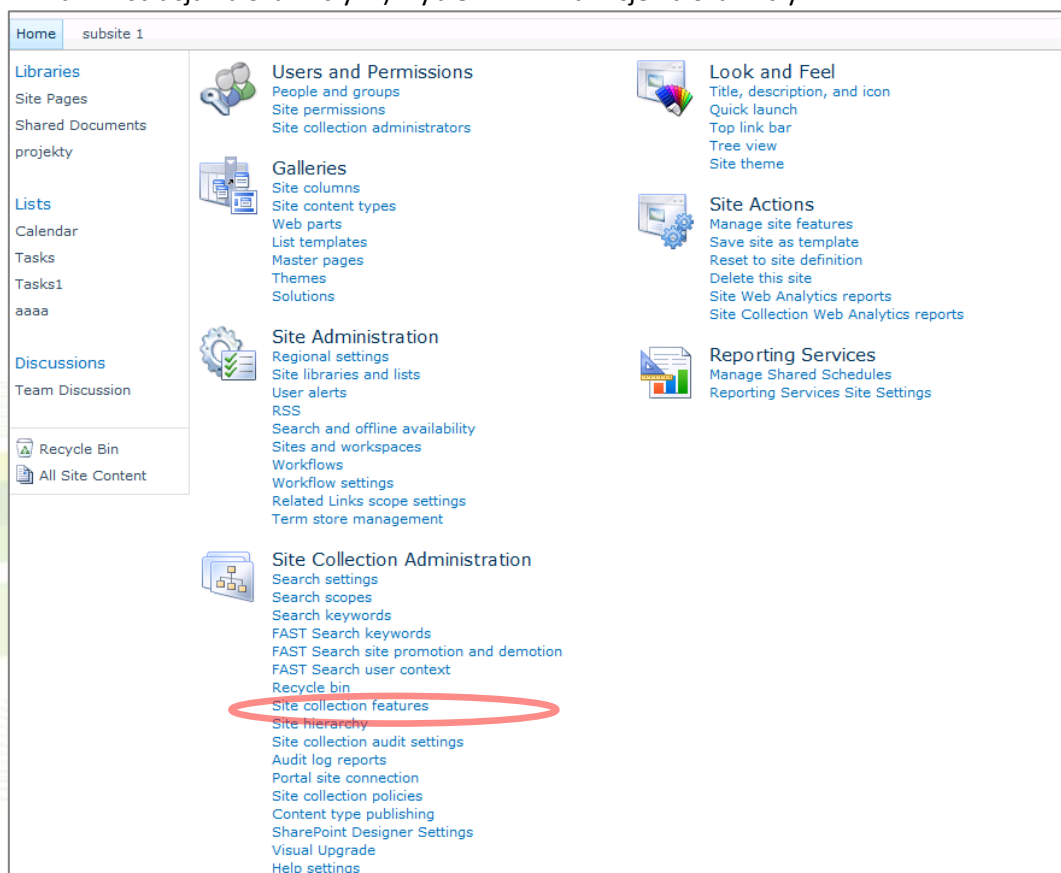 Home subsite 1
Libraries
Site Pages
Shared Documents
projekty
Lists
Calendar
Tasks
Tasks1
aaaa
Discussions
Team Discussion
Recycle Bin
All Site Content
Users and Permissions
People and groups
Site permissions
Site collection administrators
Galleries
Site columns
Site content types
Web parts
List templates
Master pages
Themes
Solutions
Site Administration
Regional settings
Site libraries and lists
User alerts
RSS
Search and offline availability
Sites and workspaces
Workflows
Workflow settings
Related Links scope settings
Term store management
Site Collection Administration
Search settings
Search scopes
Search keywords
FAST Search keywords
FAST Search site promotion and demotion
FAST Search user context
Recycle bin
Site collection features
Site hierarchy
Site collection audit settings
Audit log reports
Portal site connection
Site collection policies
Content type publishing
SharePoint Designer Settings
Visual Upgrade
Help settings
Look and Feel
Title, description, and icon
Quick launch
Top link bar
Tree view
Site theme
Site Actions
Manage site features
Save site as template
Reset to site definition
Delete this site
Site Web Analytics reports
Site Collection Web Analytics reports
Reporting Services
Manage Shared Schedules
Reporting Services Site Settings